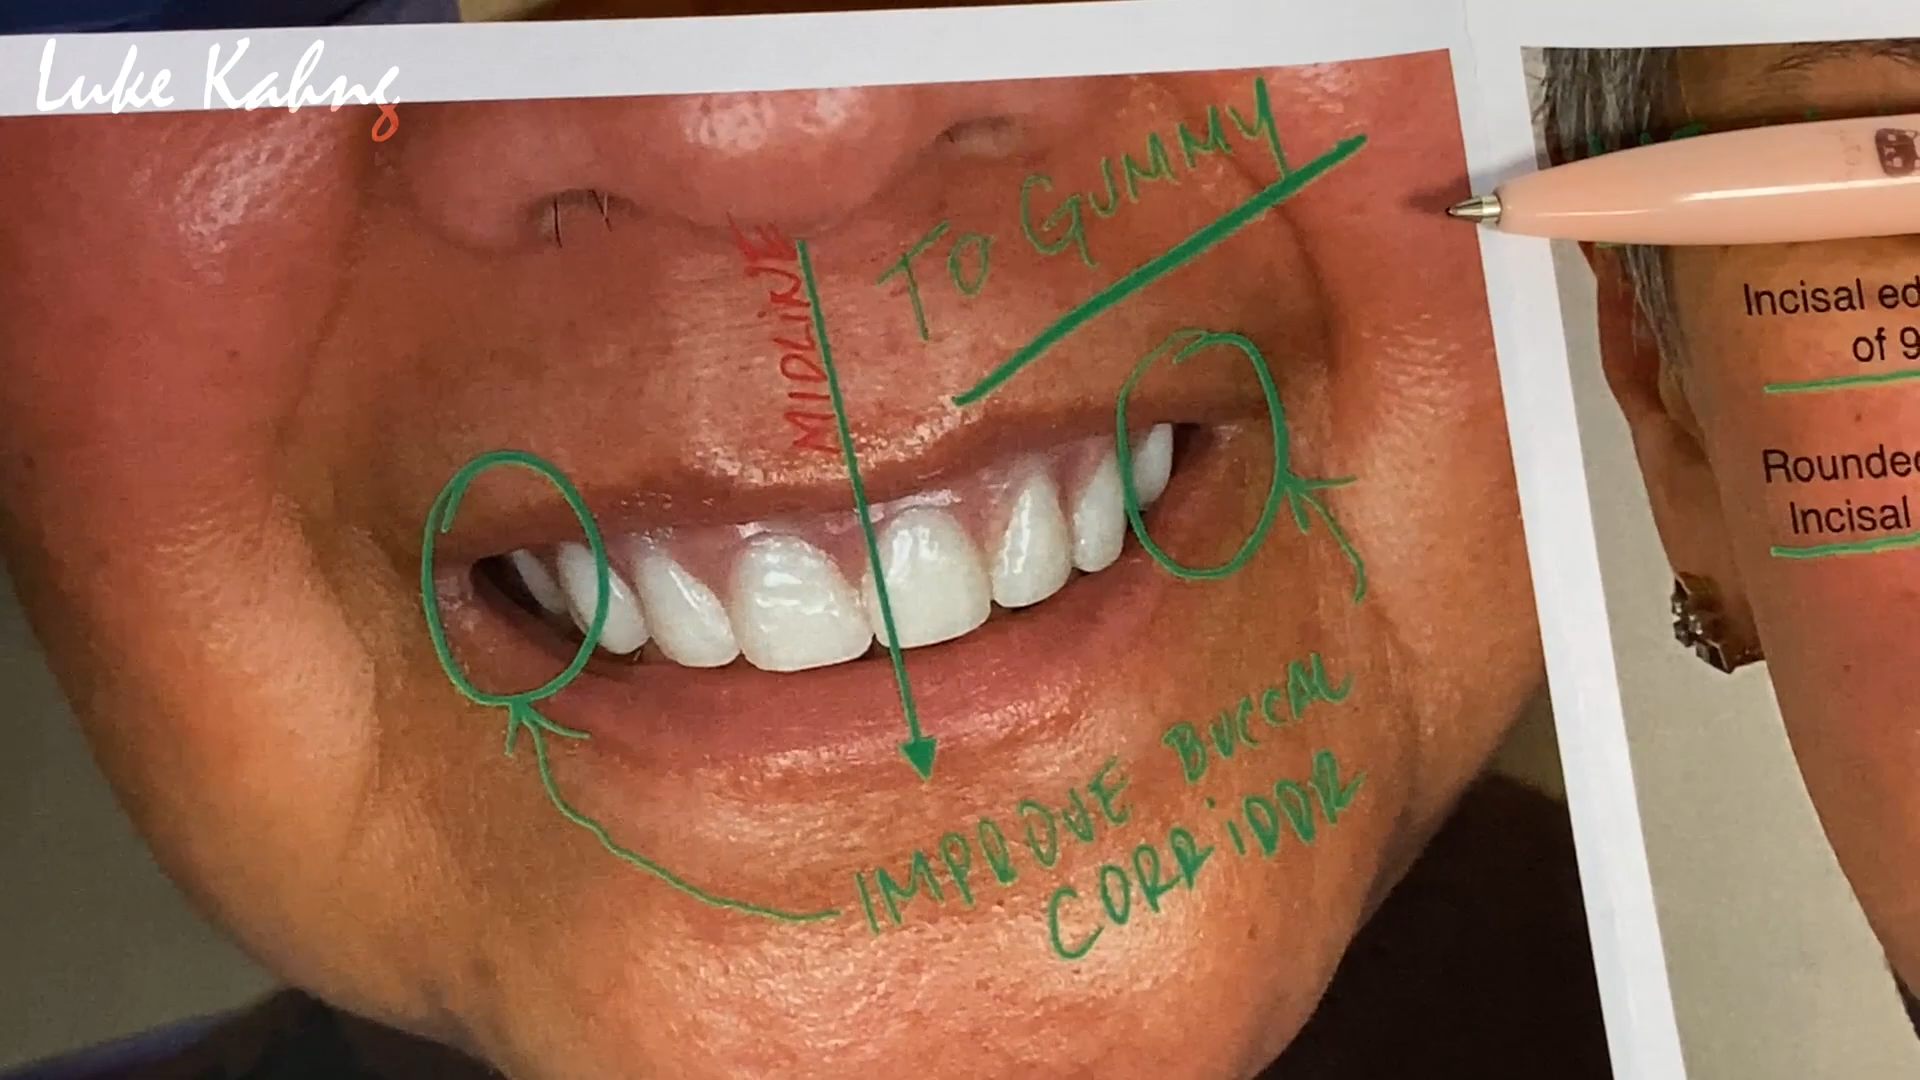 Luke Kahng
TO GUMMY
MIDLINE
IMPROVE BUCCAL
CORRIDOR
Incisal ed
of 9
Rounded
Incisal